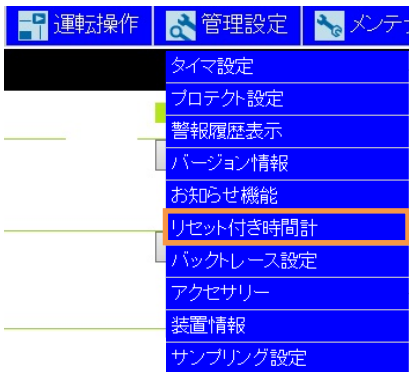 運転操作 管理設定 メンテ
タイマ設定
プロテクト設定
警報履歴表示
バージョン情報
お知らせ機能
リセット付き時間計
バックトレース設定
アクセサリー
装置情報
サンプリング設定